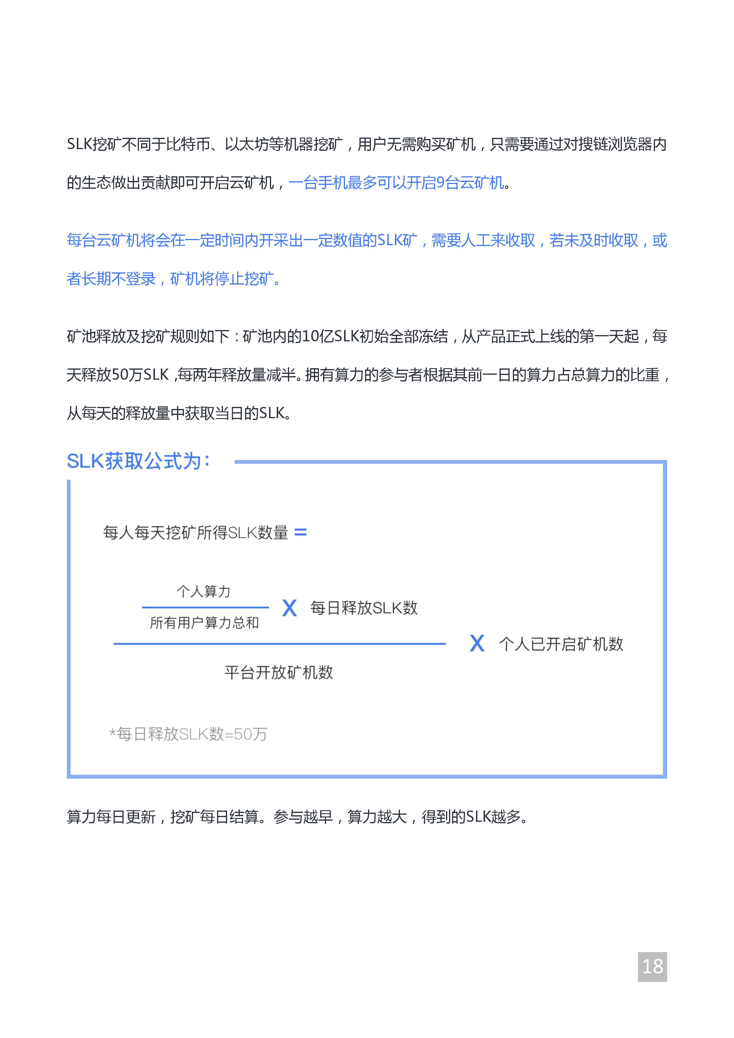 SLK挖矿不同于比特币、以太坊等机器挖矿，用户无需购买矿机，只需要通过对搜链浏览器内
的生态做出贡献即可开启云矿机，一台手机最多可以开启9台云矿机。
每台云矿机将会在一定时间内开采出一定数值的SLK矿，需要人工来收取，若未及时收取，或
者长期不登录，矿机将停止挖矿。
矿池释放及挖矿规则如下：矿池内的10亿SLK初始全部冻结，从产品正式上线的第一天起，每
天释放50万SLK，每两年释放量减半。拥有算力的参与者根据其前一日的算力占总算力的比重，
从每天的释放量中获取当日的SLK。
SLK获取公式为：
每人每天挖矿所得SLK数量 =
个人算力
所有用户算力总和
X 每日释放SLK数
平台开放矿机数
X 个人已开启矿机数
*每日释放SLK数=50万
算力每日更新，挖矿每日结算。参与越早，算力越大，得到的SLK越多。
18